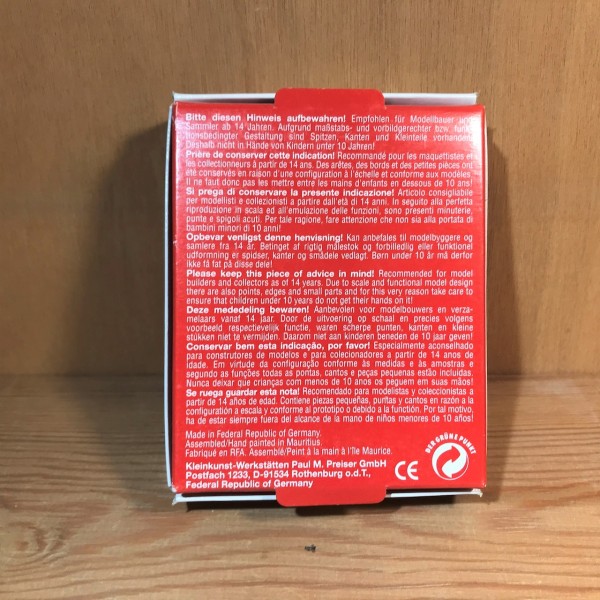 Bitte diesen Hinweis aufbewahren! Empfohlen für Modellbauer und
Sammler ab 14 Jahren. Aufgrund maßstabs- und vorbildgerechter bzw. funk-
tionsbedingter Gestaltung sind Spitzen, Kanten und Kleinteile vorhanden.
Deshalb nicht in Hände von Kindern unter 10 Jahren!
Prière de conserver cette indication! Recommandé pour les maquettistes et
les collectionneurs à partir de 14 ans. Des arêtes, des bords et des petites pièces ont
été conservés en raison d'une configuration à l'échelle et conforme aux modèles.
Il ne faut donc pas les mettre entre les mains d'enfants en dessous de 10 ans!
Si prega di conservare la presente indicazione! Articolo consigliabile
per modellisti e collezionisti a partire dall'età di 14 anni. In seguito alla perfetta
riproduzione in scala ed all'emulazione delle funzioni, sono presenti minuterie,
punte e spigoli acuti. Per tale ragione, fare attenzione che non sia alla portata di
bambini minori di 10 anni!
Opbevar venligst denne henvisning! Kan anbefales til modelbyggere og
samlere fra 14 år. Betinget af rigtig målestok og forbilledlig eller funktionel
udformning er spidser, kanter og smådele vedlagt. Børn under 10 år må derfor
ikke få fat på disse dele!
Please keep this piece of advice in mind! Recommended for model
builders and collectors as of 14 years. Due to scale and functional model design
there are also points, edges and small parts and for this very reason take care to
ensure that children under 10 years do not get their hands on it!
Deze mededeling bewaren! Aanbevolen voor modelbouwers en verza-
melaars vanaf 14 jaar. Door de uitvoering op schaal en precies volgens
voorbeeld respectievelijk functie, waren scherpe punten, kanten en kleine
stükken niet te vermijden. Daarom niet aan kinderen beneden de 10 jaar geven!
Conservar bem esta indicação, por favor! Especialmente aconselhado
para construtores de modelos e para colecionadores a partir de 14 anos de
idade. Em virtude da configuração conforme às medidas e às amostras e
segundo as funções todas as pontas, cantos e peças pequenas estão incluidas.
Nunca deixar que crianças com menos de 10 anos os peguem em suas mãos!
Se ruega guardar esta nota! Recomendado para modelistas y coleccionistas a
partir de 14 años de edad. Contiene piezas pequeñas, puntas y cantos en razón a la
configuración a escala y conforme al prototipo o debido a la función. Por tal motivo,
ha de estar siempre fuera del alcance de la mano de niños menores de 10 años!
Made in Federal Republic of Germany.
Assembled/Hand painted in Mauritius
Fabriqué en RFA. Assemblé/Peint à la main à l'île Maurice.
Kleinkunst-Werkstätten Paul M. Preiser GmbH
Postfach 1233, D-91534 Rothenburg o.d.T.,
Federal Republic of Germany
CE
DER GRÜNE PUNKT